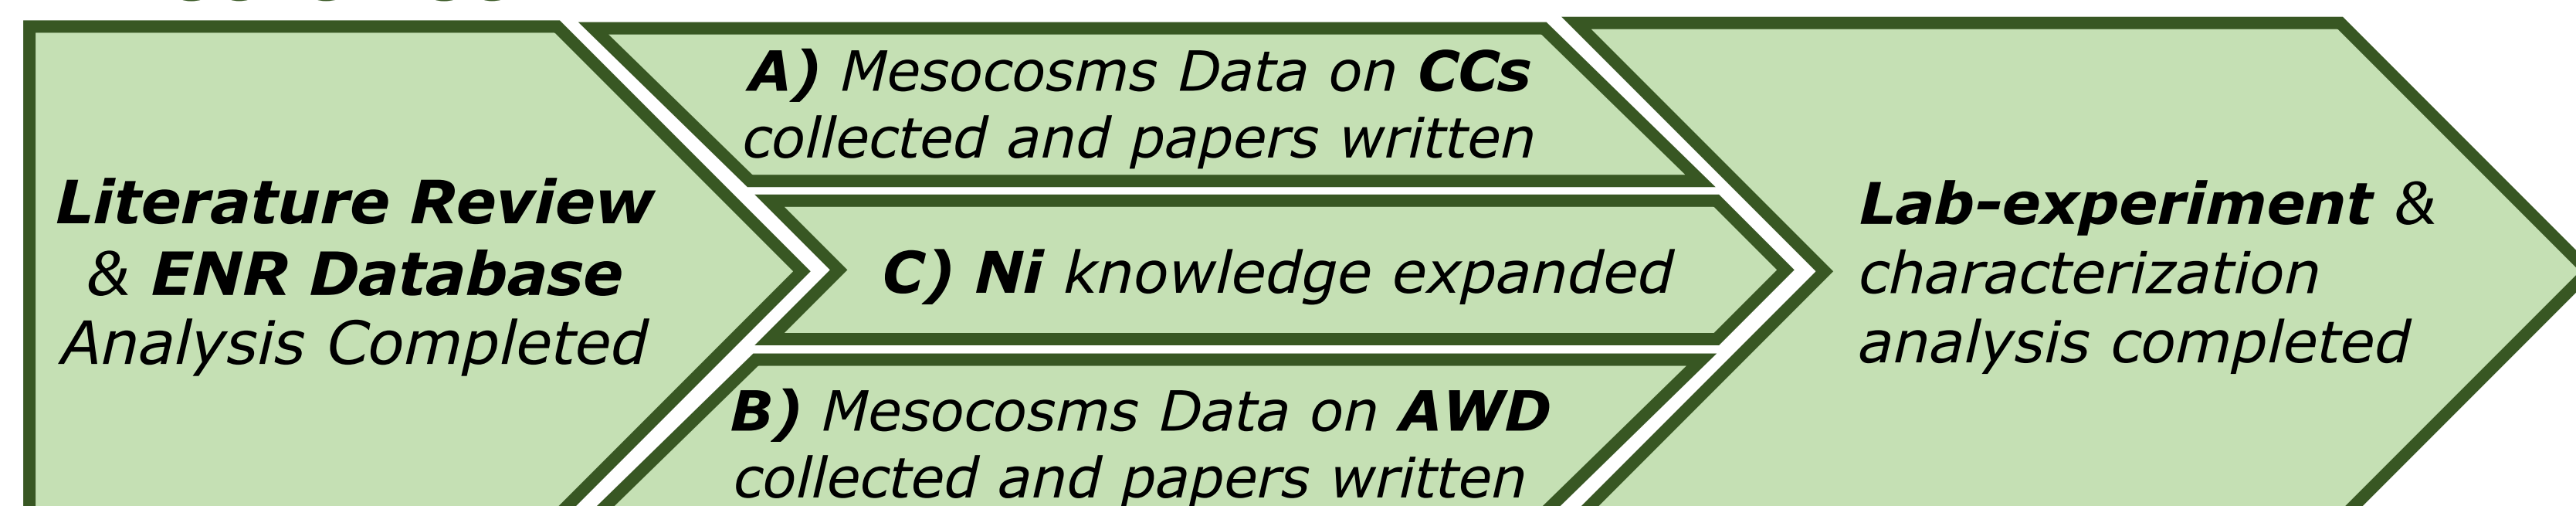 Literature Review
& ENR Database
Analysis Completed
A) Mesocosms Data on CCs
collected and papers written
C) Ni knowledge expanded
B) Mesocosms Data on AWD
collected and papers written
Lab-experiment &
characterization
analysis completed